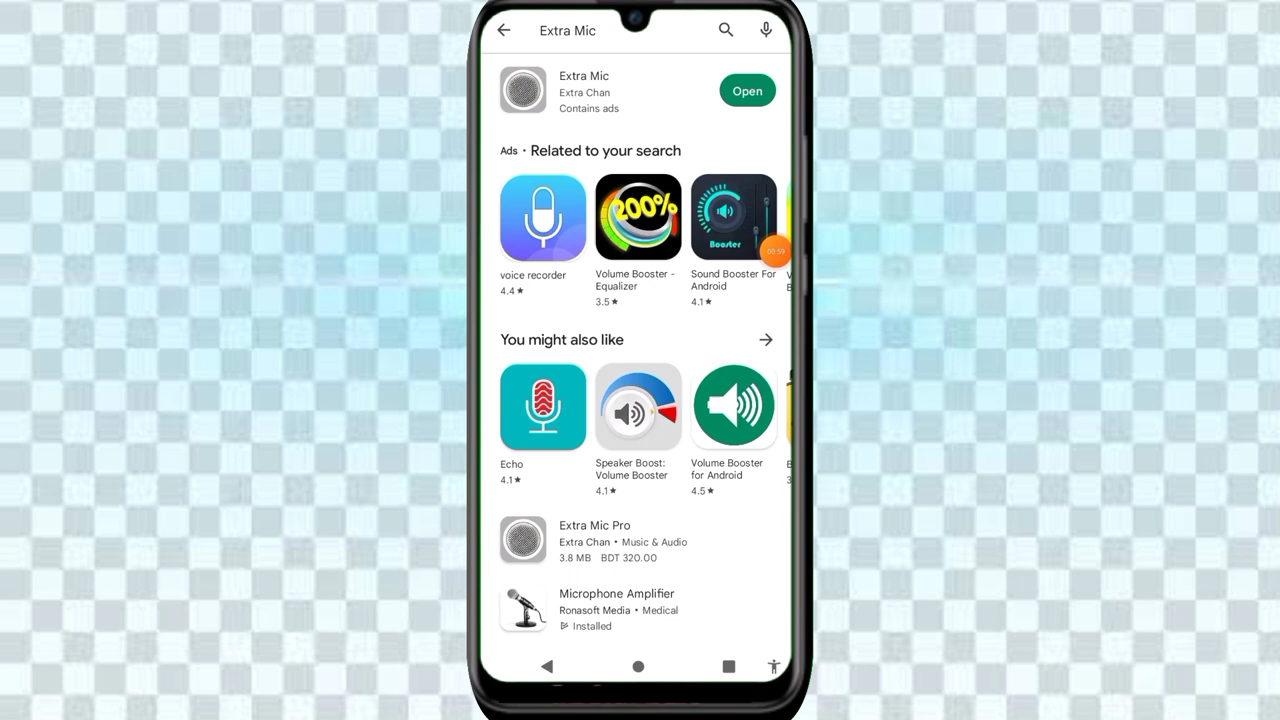 Extra Mic
Extra Mic
Extra Chan
Contains ads
Open
Ads • Related to your search
200%
Booster
00:59
voice recorder
4.4★
Volume Booster -
Equalizer
3.5★
Sound Booster For
Android
4.1★
You might also like
Echo
4.1★
Speaker Boost:
Volume Booster
4.1★
Volume Booster
for Android
4.5★
Extra Mic Pro
Extra Chan • Music & Audio
3.8 MB BDT 320.00
Microphone Amplifier
Ronasoft Media • Medical
Installed